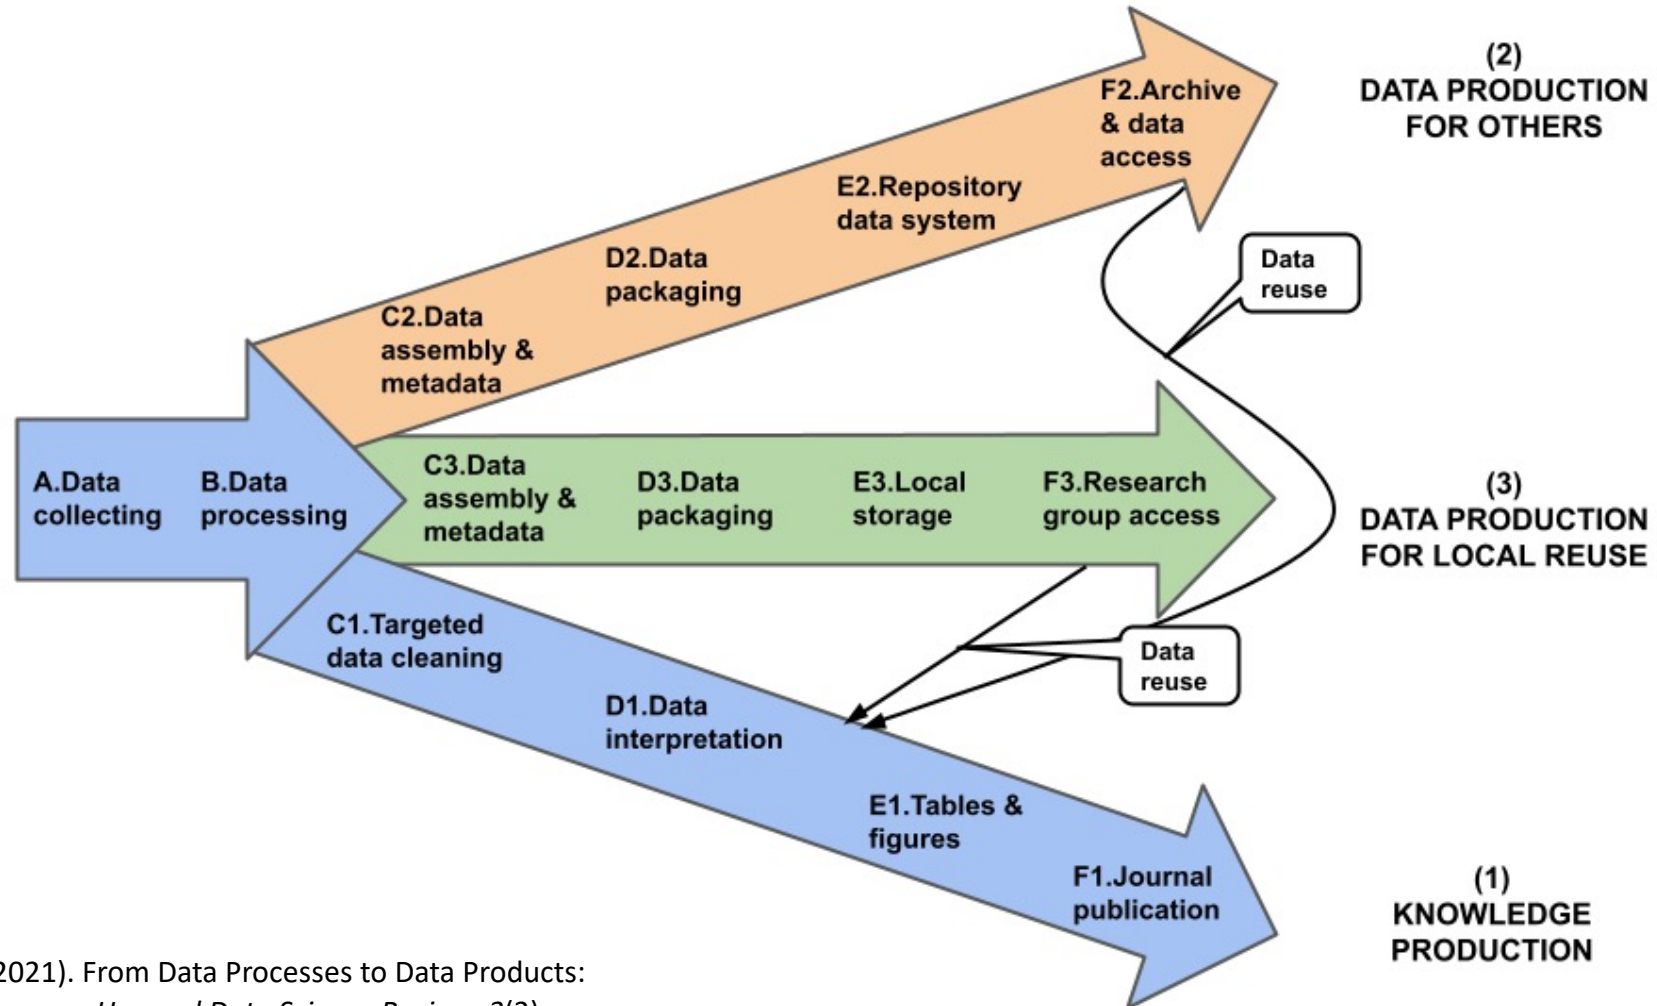 (2)
DATA PRODUCTION
FOR OTHERS
F2.Archive
& data
access
E2.Repository
data system
D2.Data
packaging
C2.Data
assembly &
metadata
Data
reuse
A.Data
collecting
B.Data
processing
C3.Data
assembly &
metadata
D3.Data
packaging
E3.Local
storage
F3.Research
group access
(3)
DATA PRODUCTION
FOR LOCAL REUSE
C1.Targeted
data cleaning
D1.Data
interpretation
Data
reuse
E1.Tables &
figures
F1.Journal
publication
(1)
KNOWLEDGE
PRODUCTION
2021). From Data Processes to Data Products: